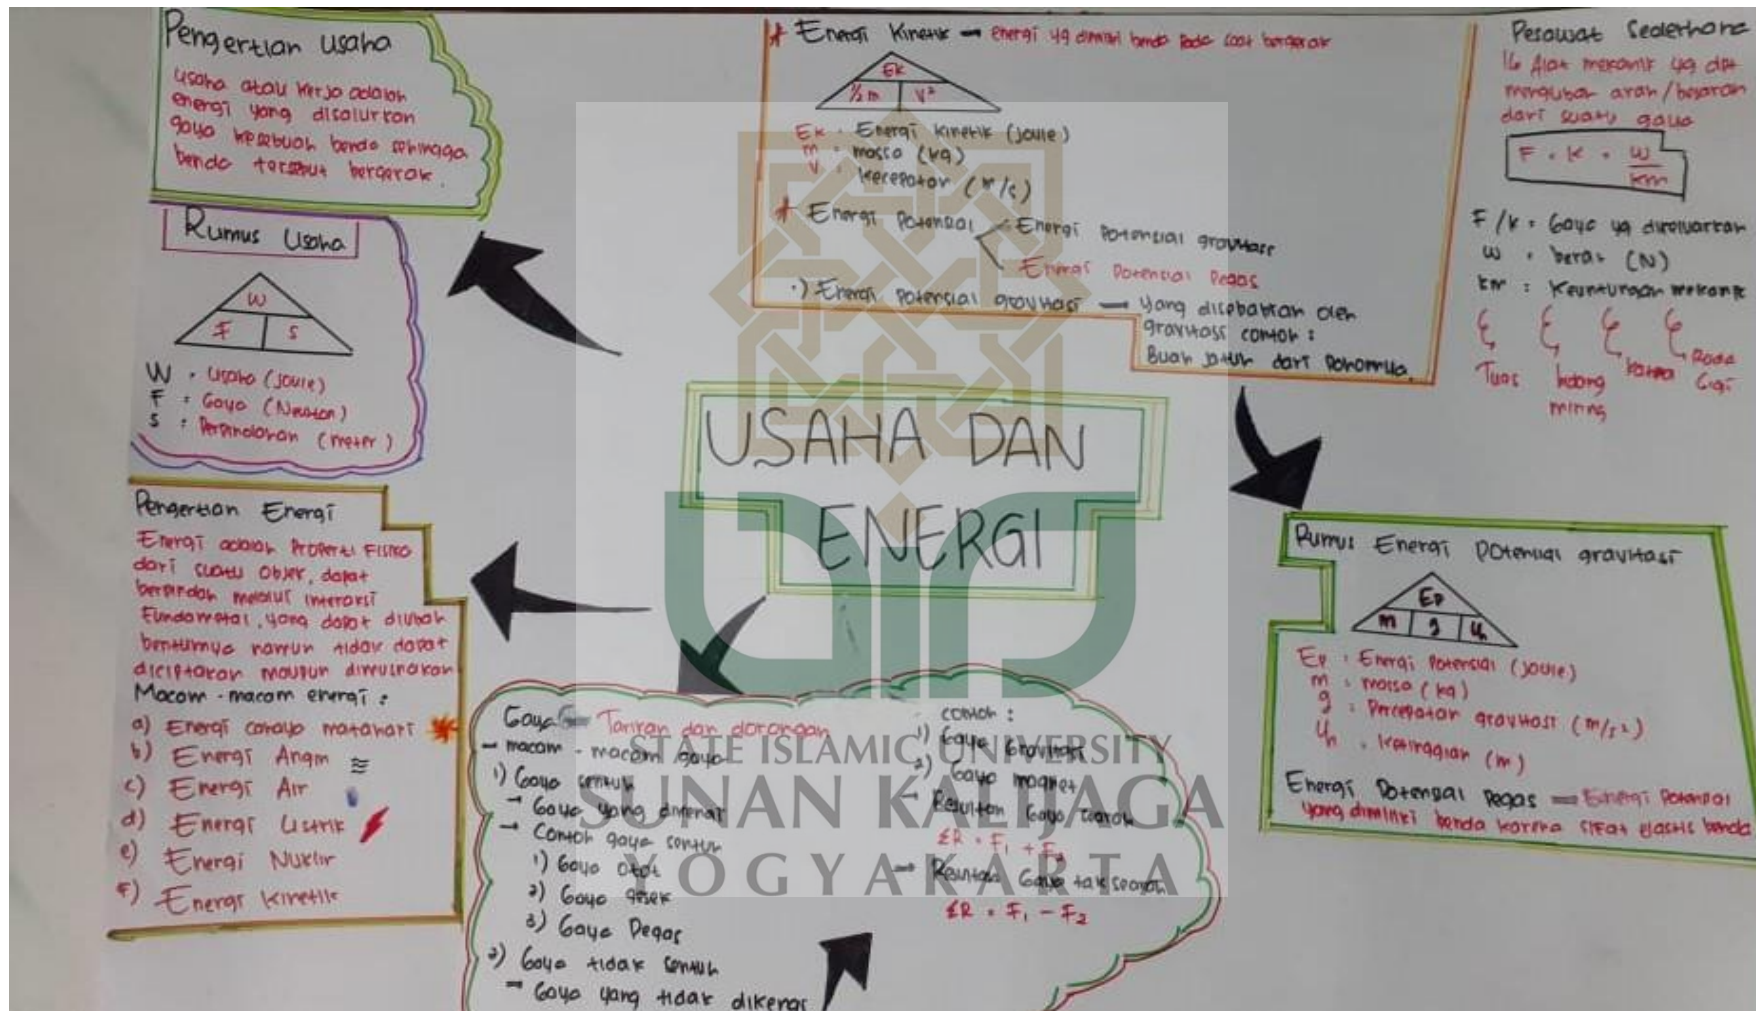 Pengertian Usaha
Usaha atau kerja adalah
energi yang disalurkan
gaya kesebuah benda sehingga
benda tersebut bergerak.
Rumus Usaha
W
F S
W = Usaha (Joule)
F = Gaya (Newton)
S = Perpindahan (meter)
Pengertian Energi
Energi adalah Properti Fisika
dari suatu Objek, dapat
berpindah melalui interaksi
Fundametal, yang dapat diubah
bentuknya namun tidak dapat
diciptakan maupun dimusnakan
Macam - macam energi :
a) Energi cahaya matahari
b) Energi Angin
c) Energi Air
d) Energi Listrik
e) Energi Nuklir
f) Energi Kinetik
* Energi Kinetik → energi yg dimiliki benda pada saat bergerak
Ek
½ m V²
Ek = Energi kinetik (joule)
m = massa (kg)
V = kecepatan (m/s)
* Energi Potensial
Energi Potensial gravitasi
Energi Potensial Pegas
.) Energi potensial gravitasi → yang disebabkan oleh
gravitasi contoh :
Buah jatuh dari Pohonnya.
USAHA DAN
ENERGI
Pesawat Sederhana
Alat mekanik yg dpt
mengubah arah/besaran
dari suatu gaya
F = K = W
km
F/K = Gaya yg dikeluarkan
W = berat (N)
km : Keuntungan mekanik
Tuas bidang miring katrol Roda Gigi
Rumus Energi Potensial gravitasi
Ep
m g h
Ep : Energi Potensial (joule)
m = massa (kg)
g = Percepatan gravitasi (m/s²)
h = ketinggian (m)
Energi Potensial Pegas → Energi Potensial
yang dimiliki benda karena sifat elastis benda
Gaya → Tarikan dan dorongan
- macam - macam gaya
1) Gaya sentuh
- Gaya yang dikenai
- Contoh gaya sentuh
1) Gaya otot
2) Gaya gesek
3) Gaya Pegas
2) Gaya tidak sentuh
- Gaya yang tidak dikenai
contoh :
1) Gaya Gravitasi
2) Gaya magnet
- Resultan Gaya searah
ΣR = F₁ + F₂
→ Resultan Gaya tak searah
ΣR = F₁ - F₂
STATE ISLAMIC UNIVERSITY
SUNAN KALIJAGA
YOGYAKARTA